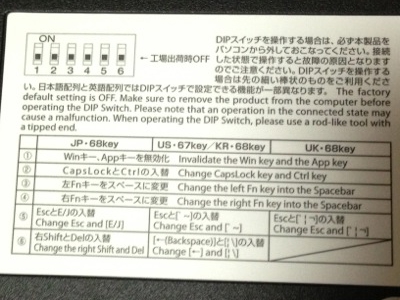 ON
1 2 3 4 5 6
←工場出荷時OFF
DIPスイッチを操作する場合は、必ず本製品を
パソコンから外しておこなってください。接続
した状態で操作すると故障の原因となります
のでご注意ください。DIPスイッチを操作する
場合は、先の細い棒状のものをご利用くださ
い。日本語配列と英語配列ではDIPスイッチで設定できる機能が一部異なります。 The factory
default setting is OFF. Make sure to remove the product from the computer before
operating the DIP Switch. Please note that an operation in the connected state may
cause a malfunction. When operating the DIP Switch, please use a rod-like tool with
a tipped end.
JP・68key US・67key/KR・68key UK・68key
① Winキー、Appキーを無効化 Invalidate the Win key and the App key
② CapsLockとCtrlの入替 Change CapsLock key and Ctrl key
③ 左Fnキーをスペースに変更 Change the left Fn key into the Spacebar
④ 右Fnキーをスペースに変更 Change the right Fn key into the Spacebar
⑤ EscとE/Jの入替 Escと[` ~]の入替 Escと[` ¦ ¬]の入替
Change Esc and [E/J] Change Esc and [` ~] Change Esc and [` ¦ ¬]
⑥ 右ShiftとDelの入替 [←(Backspace)]と[¦ \]の入替
Change the right Shift and Del Change [←] and [¦ \]